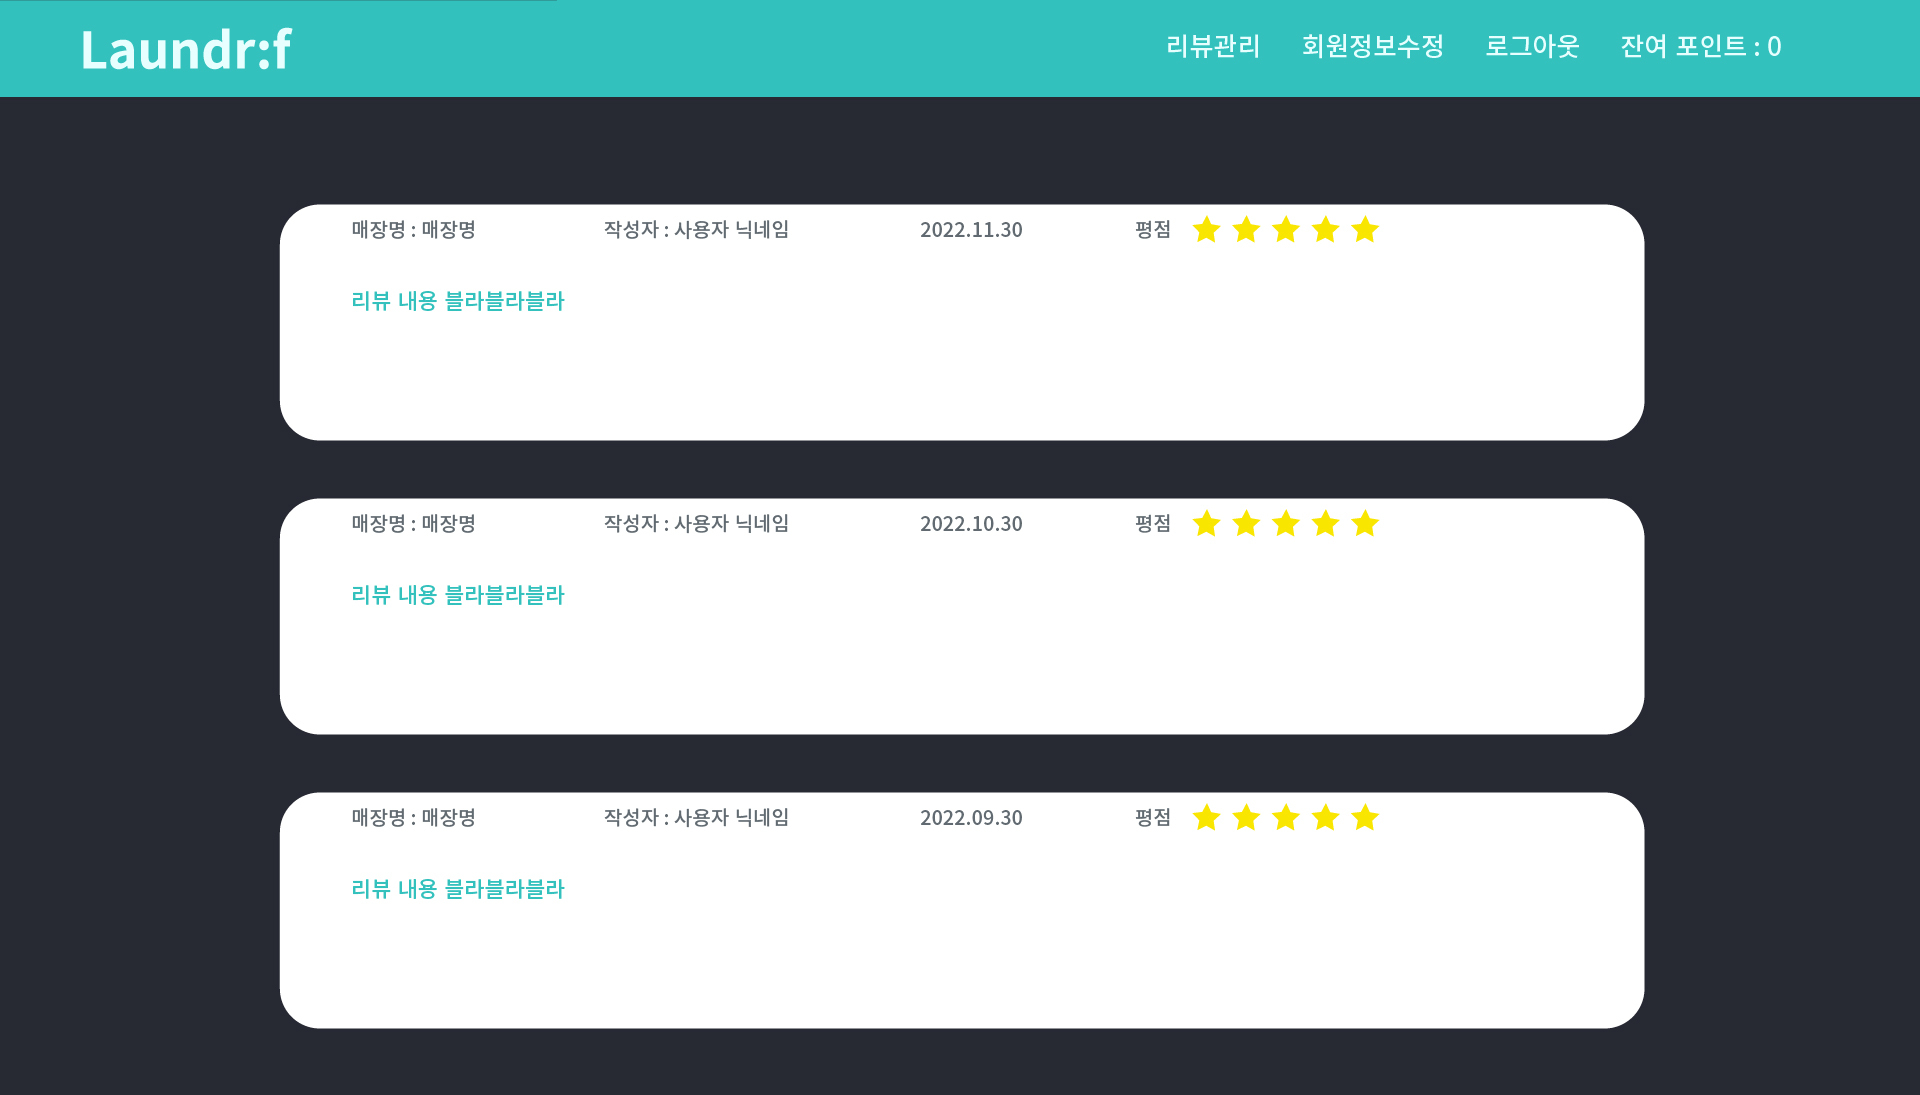 Laundr:f
리뷰관리 회원정보수정 로그아웃 잔여 포인트 : 0
매장명 : 매장명 작성자 : 사용자 닉네임 2022.11.30 평점
리뷰 내용 블라블라블라
매장명 : 매장명 작성자 : 사용자 닉네임 2022.10.30 평점
리뷰 내용 블라블라블라
매장명 : 매장명 작성자 : 사용자 닉네임 2022.09.30 평점
리뷰 내용 블라블라블라